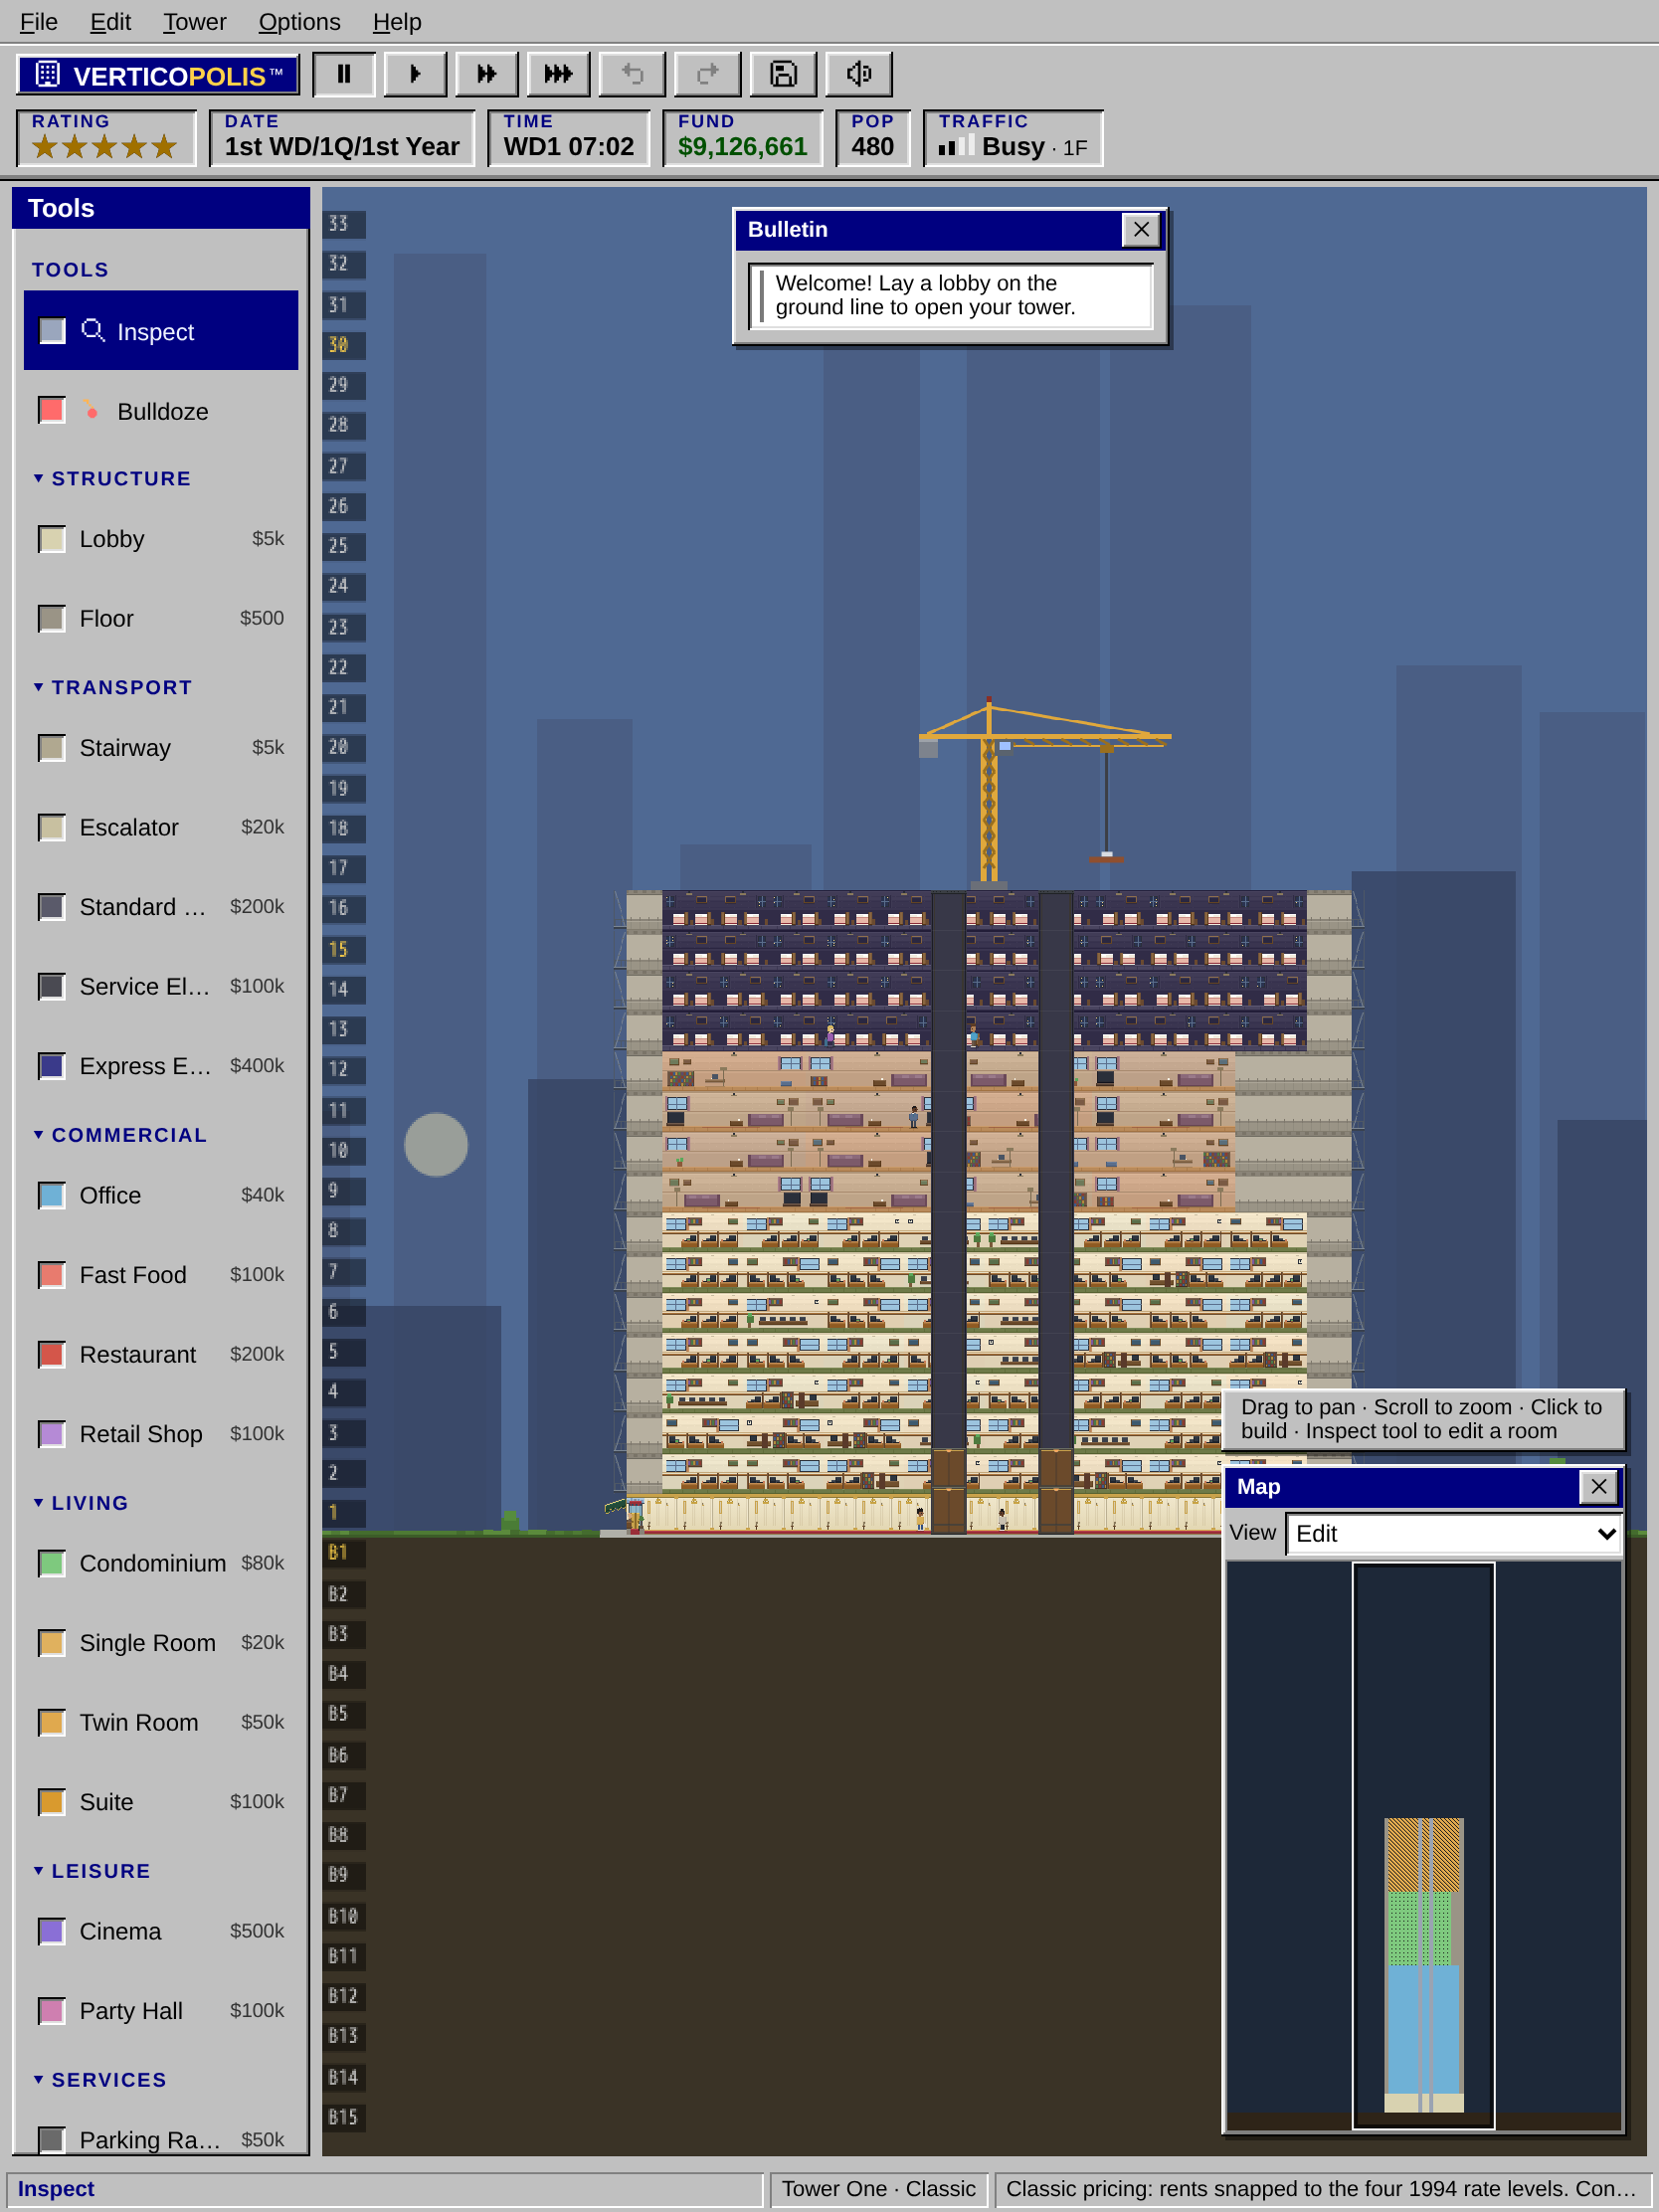 File Edit Tower Options Help
VERTICOPOLIS™
RATING DATE TIME FUND POP TRAFFIC
1st WD/1Q/1st Year WD1 07:02 $9,126,661 480 Busy · 1F
Tools
TOOLS
Inspect
Bulldoze
STRUCTURE
Lobby $5k
Floor $500
TRANSPORT
Stairway $5k
Escalator $20k
Standard … $200k
Service El… $100k
Express E… $400k
COMMERCIAL
Office $40k
Fast Food $100k
Restaurant $200k
Retail Shop $100k
LIVING
Condominium $80k
Single Room $20k
Twin Room $50k
Suite $100k
LEISURE
Cinema $500k
Party Hall $100k
SERVICES
Parking Ra… $50k
33
32
31
30
29
28
27
26
25
24
23
22
21
20
19
18
17
16
15
14
13
12
11
10
9
8
7
6
5
4
3
2
1
B1
B2
B3
B4
B5
B6
B7
B8
B9
B10
B11
B12
B13
B14
B15
Bulletin
Welcome! Lay a lobby on the
ground line to open your tower.
Drag to pan · Scroll to zoom · Click to
build · Inspect tool to edit a room
Map
View Edit
Inspect
Tower One · Classic
Classic pricing: rents snapped to the four 1994 rate levels. Con…